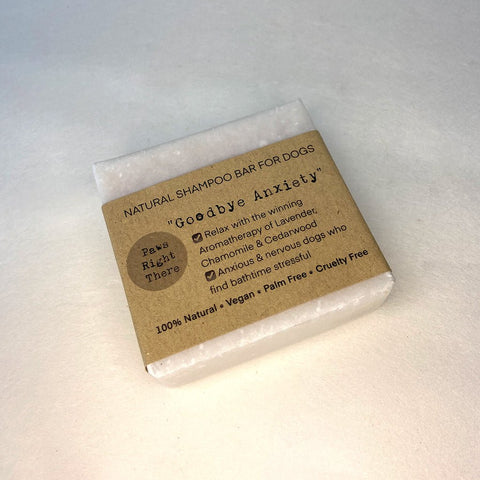 NATURAL SHAMPOO BAR FOR DOGS
"Goodbye Anxiety"
Paws
Right
There
☑ Relax with the winning
Aromatherapy of Lavender,
Chamomile & Cedarwood
☑ Anxious & nervous dogs who
find bathtime stressful
100% Natural • Vegan • Palm Free • Cruelty Free